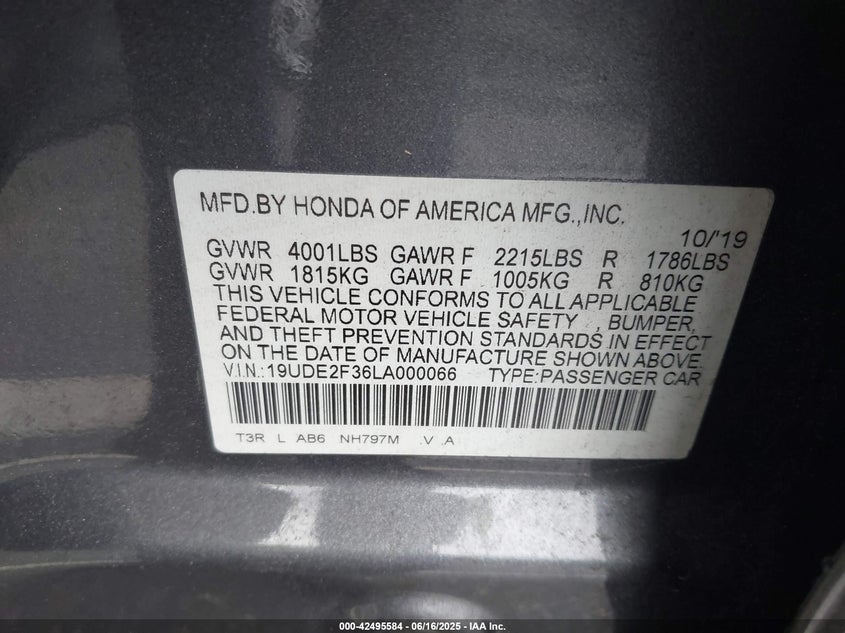 MFD.BY HONDA OF AMERICA MFG.,INC.
10/'19
GVWR 4001LBS GAWR F 2215LBS R 1786LBS
GVWR 1815KG GAWR F 1005KG R 810KG
THIS VEHICLE CONFORMS TO ALL APPLICABLE
FEDERAL MOTOR VEHICLE SAFETY , BUMPER,
AND THEFT PREVENTION STANDARDS IN EFFECT
ON THE DATE OF MANUFACTURE SHOWN ABOVE.
V.I.N.: 19UDE2F36LA000066 TYPE:PASSENGER CAR
T3R L AB6 NH797M .V .A
000-42495584 - 06/16/2025 - IAA Inc.